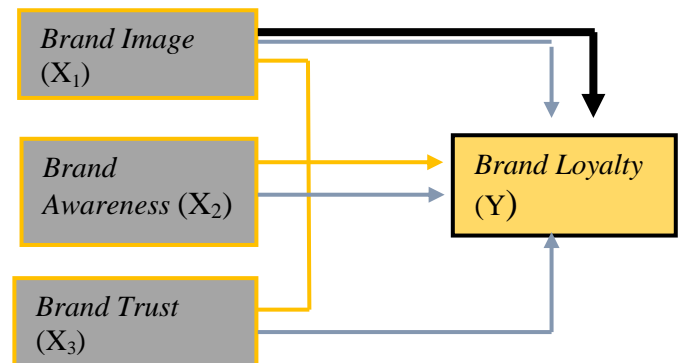 Brand Image
(X₁)
Brand
Awareness (X₂)
Brand Loyalty
(Y)
Brand Trust
(X₃)